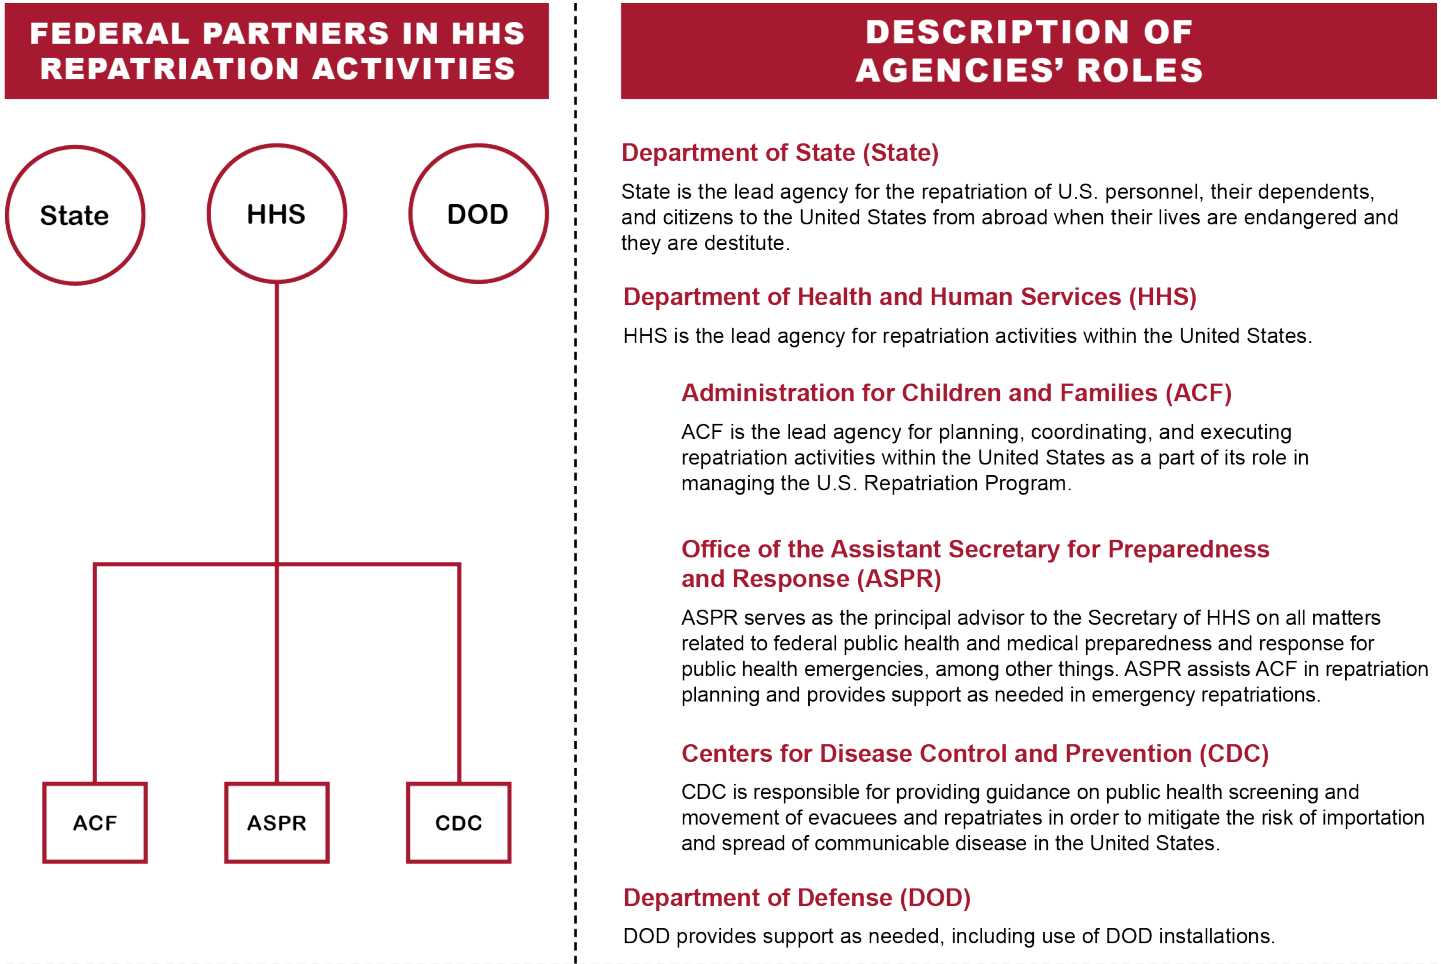 FEDERAL PARTNERS IN HHS
REPATRIATION ACTIVITIES
State
HHS
DOD
ACF
ASPR
CDC
DESCRIPTION OF
AGENCIES’ ROLES
Department of State (State)
State is the lead agency for the repatriation of U.S. personnel, their dependents,
and citizens to the United States from abroad when their lives are endangered and
they are destitute.
Department of Health and Human Services (HHS)
HHS is the lead agency for repatriation activities within the United States.
Administration for Children and Families (ACF)
ACF is the lead agency for planning, coordinating, and executing
repatriation activities within the United States as a part of its role in
managing the U.S. Repatriation Program.
Office of the Assistant Secretary for Preparedness
and Response (ASPR)
ASPR serves as the principal advisor to the Secretary of HHS on all matters
related to federal public health and medical preparedness and response for
public health emergencies, among other things. ASPR assists ACF in repatriation
planning and provides support as needed in emergency repatriations.
Centers for Disease Control and Prevention (CDC)
CDC is responsible for providing guidance on public health screening and
movement of evacuees and repatriates in order to mitigate the risk of importation
and spread of communicable disease in the United States.
Department of Defense (DOD)
DOD provides support as needed, including use of DOD installations.